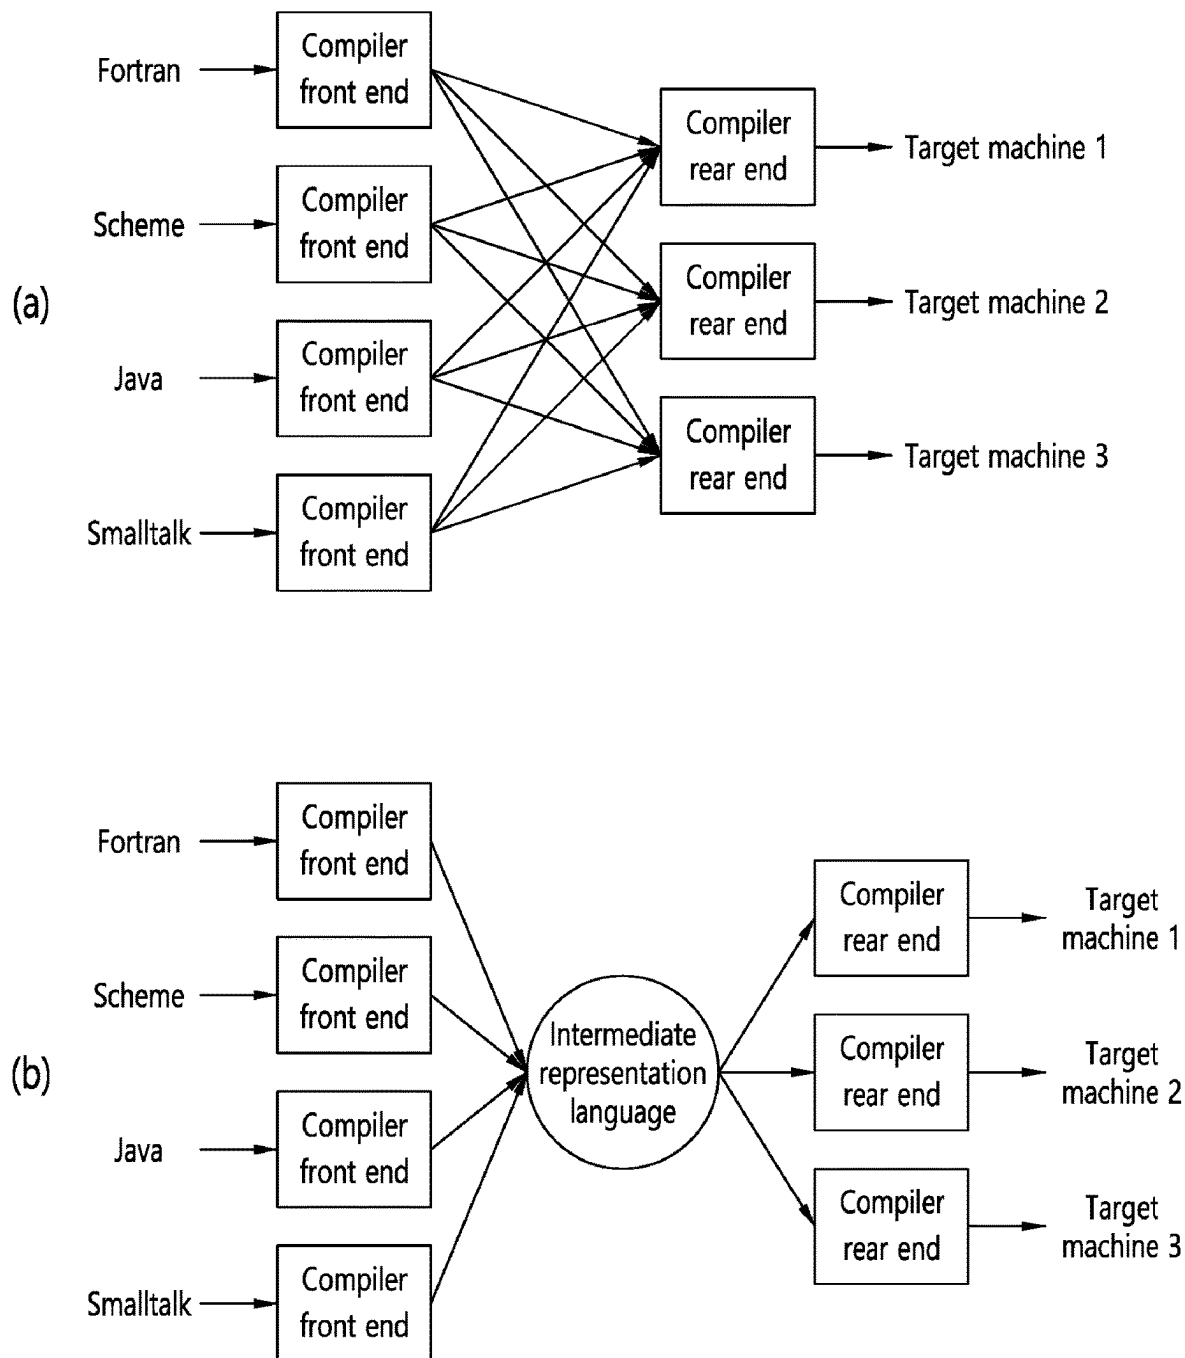 (a)
Fortran
Compiler
front end
Scheme
Compiler
front end
Java
Compiler
front end
Smalltalk
Compiler
front end
Compiler
rear end
Target machine 1
Compiler
rear end
Target machine 2
Compiler
rear end
Target machine 3
(b)
Fortran
Compiler
front end
Scheme
Compiler
front end
Java
Compiler
front end
Smalltalk
Compiler
front end
Intermediate
representation
language
Compiler
rear end
Target
machine 1
Compiler
rear end
Target
machine 2
Compiler
rear end
Target
machine 3